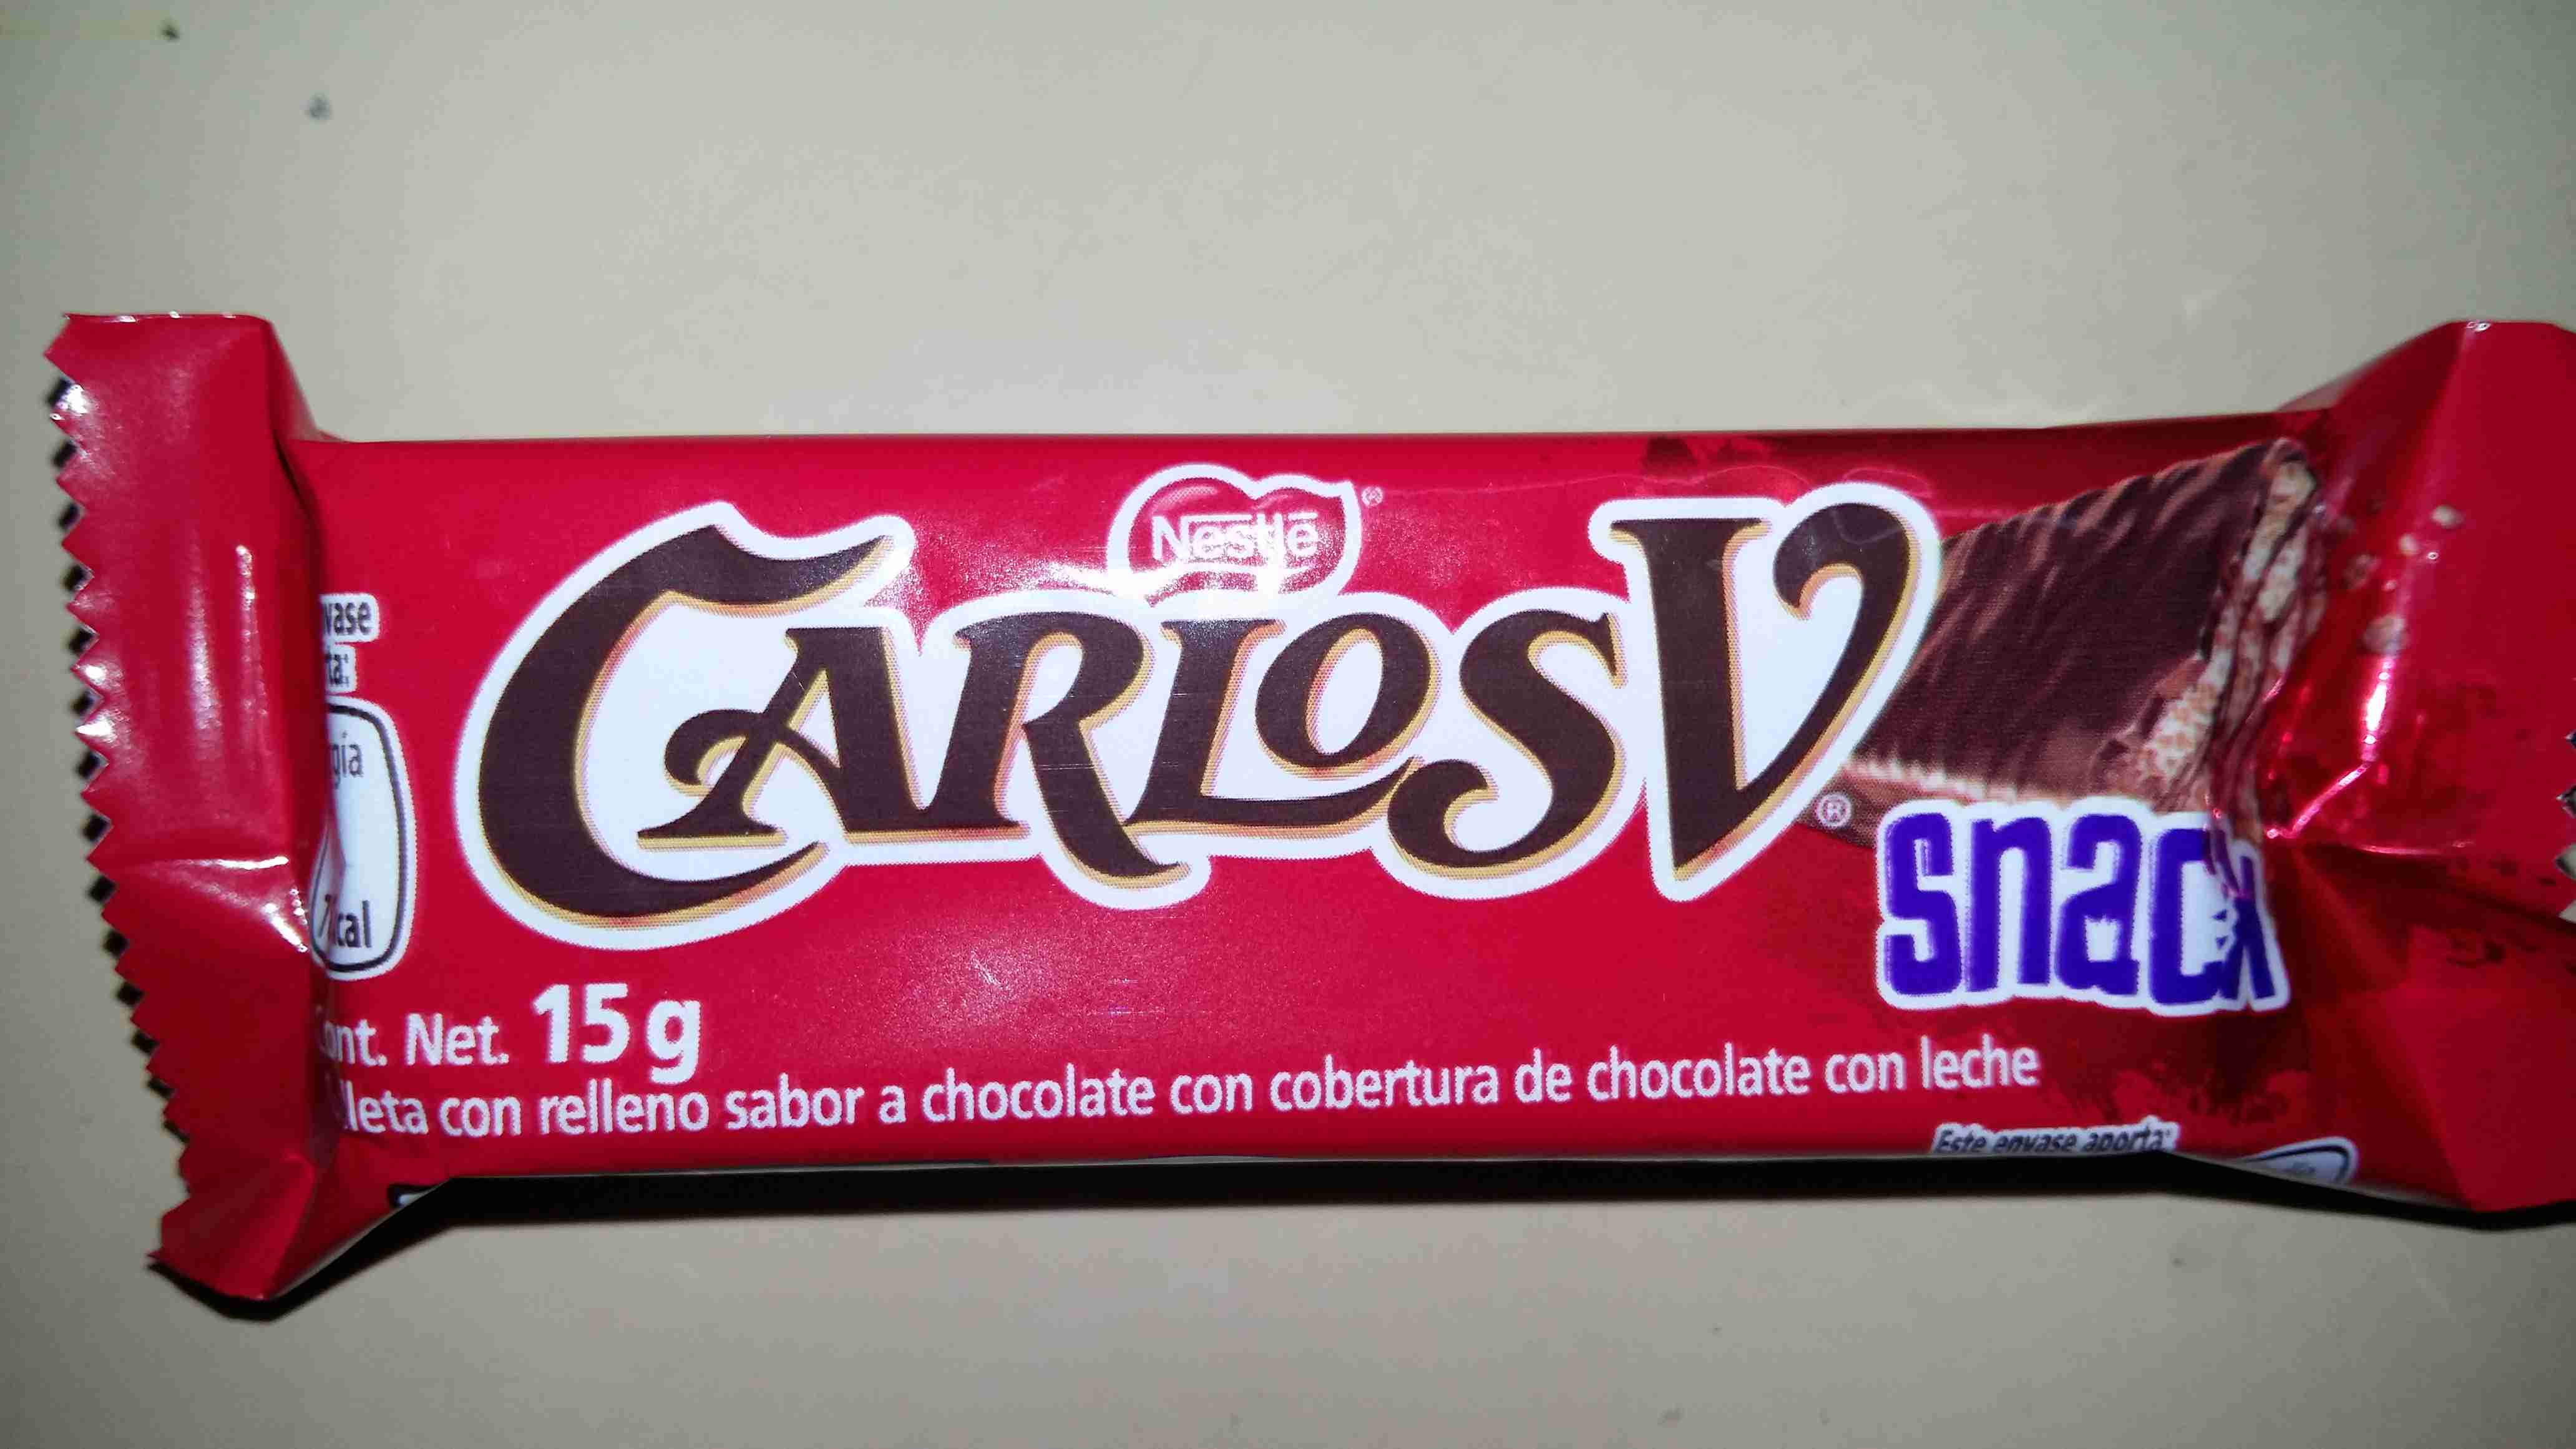 Nestlé
CARLOS V
snack
Cont. Net. 15 g
con relleno sabor a chocolate con cobertura de chocolate con leche
Este envase aporta: